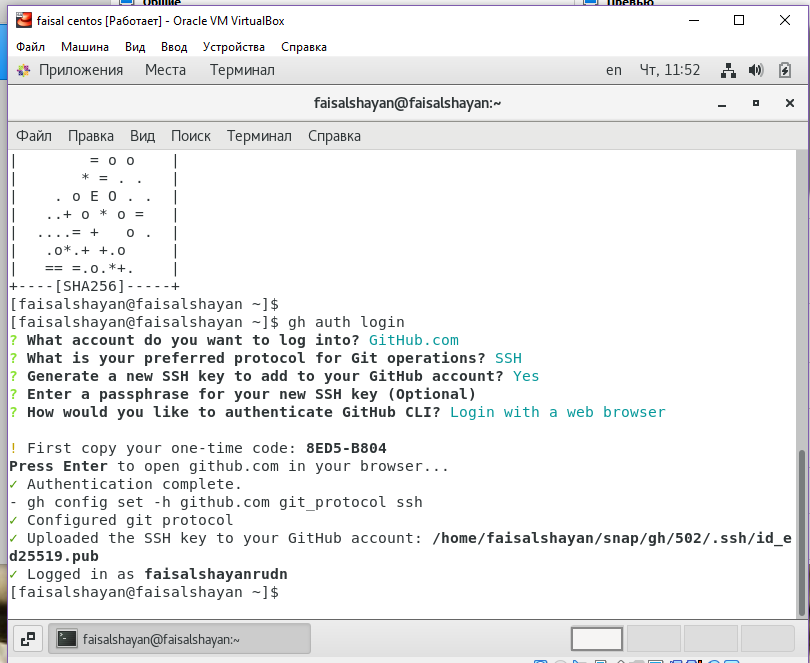 Общие
Превью
faisal centos [Работает] - Oracle VM VirtualBox
Файл Машина Вид Ввод Устройства Справка
Приложения Места Терминал en Чт, 11:52
faisalshayan@faisalshayan:~
Файл Правка Вид Поиск Терминал Справка
|        = o o    |
|       * = . .   |
|    . o E O . .  |
|   ..+ o * o =   |
|  ....= +   o .  |
|   .o*.+ +.o     |
|   == =.o.*+.    |
+----[SHA256]-----+
[faisalshayan@faisalshayan ~]$
[faisalshayan@faisalshayan ~]$ gh auth login
? What account do you want to log into? GitHub.com
? What is your preferred protocol for Git operations? SSH
? Generate a new SSH key to add to your GitHub account? Yes
? Enter a passphrase for your new SSH key (Optional)
? How would you like to authenticate GitHub CLI? Login with a web browser
! First copy your one-time code: 8ED5-B804
Press Enter to open github.com in your browser...
✓ Authentication complete.
- gh config set -h github.com git_protocol ssh
✓ Configured git protocol
✓ Uploaded the SSH key to your GitHub account: /home/faisalshayan/snap/gh/502/.ssh/id_e
d25519.pub
✓ Logged in as faisalshayanrudn
[faisalshayan@faisalshayan ~]$
faisalshayan@faisalshayan:~